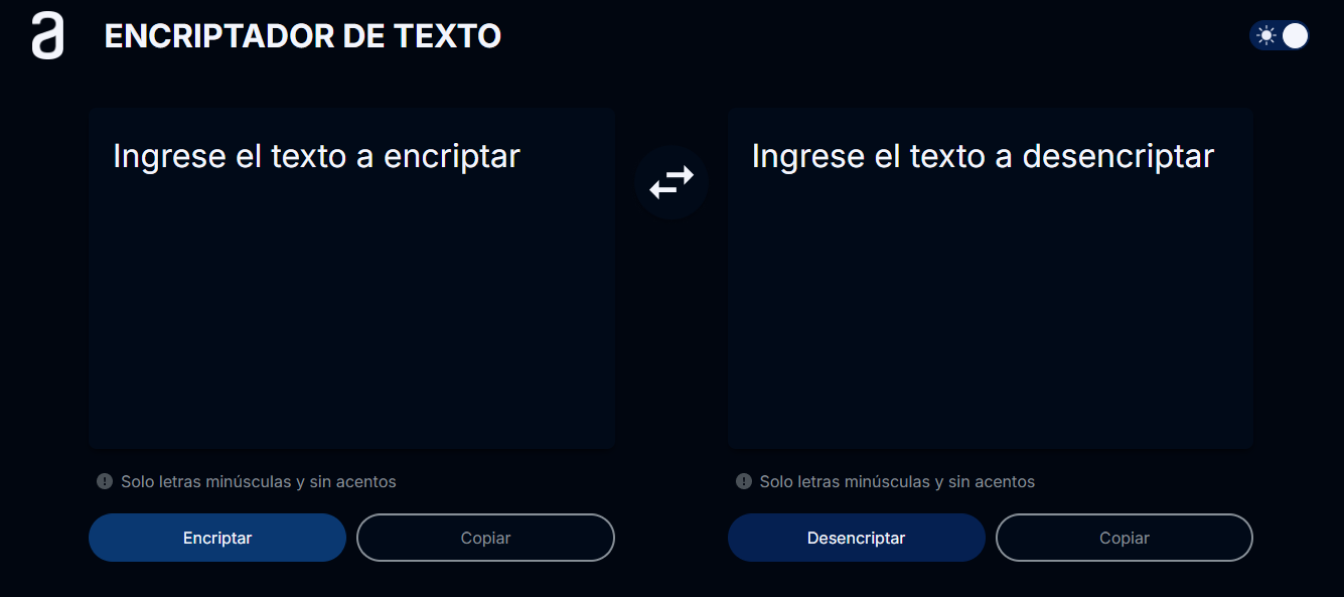 a ENCRIPTADOR DE TEXTO
Ingrese el texto a encriptar
Solo letras minúsculas y sin acentos
Encriptar
Copiar
Ingrese el texto a desencriptar
Solo letras minúsculas y sin acentos
Desencriptar
Copiar